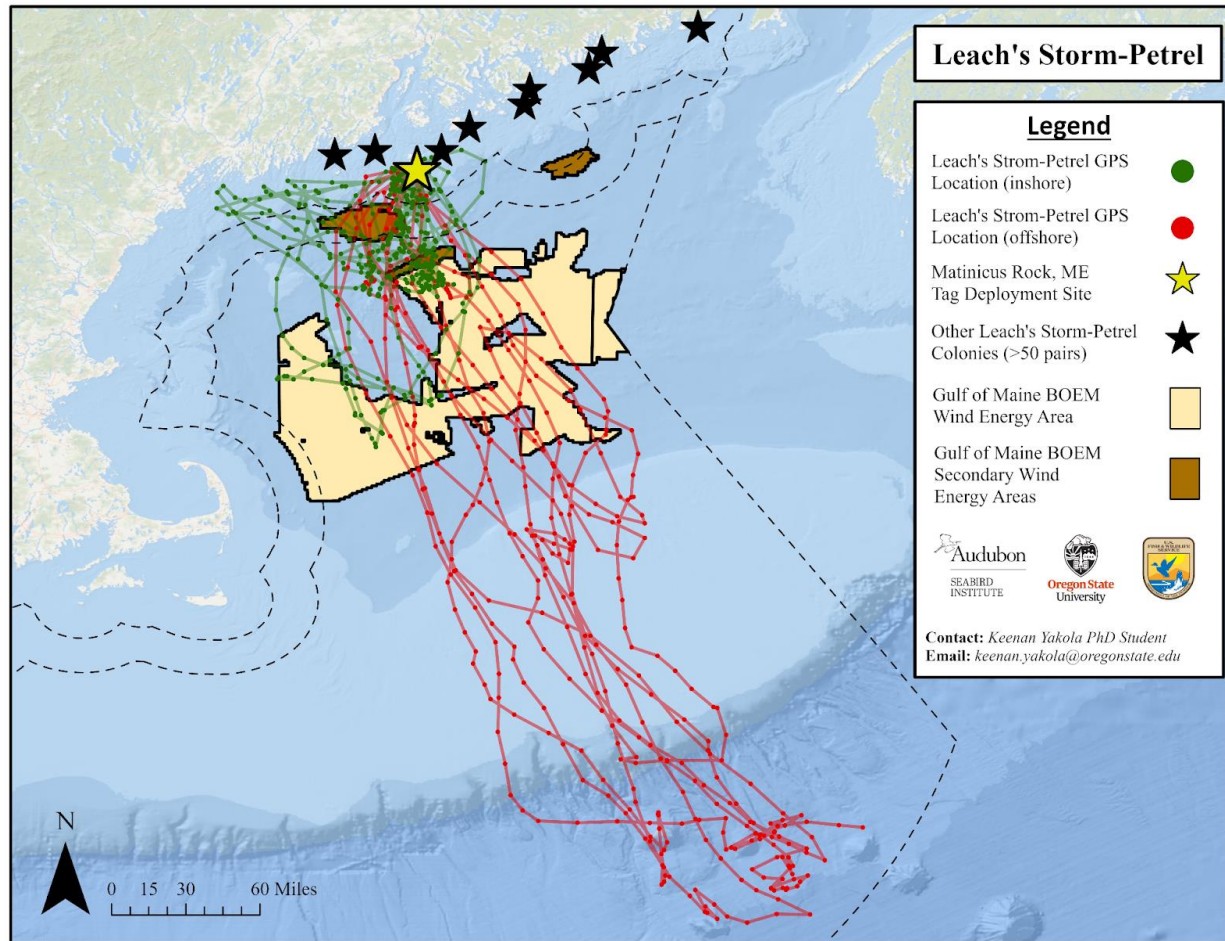 Leach's Storm-Petrel
Legend
Leach's Strom-Petrel GPS
Location (inshore)
Leach's Strom-Petrel GPS
Location (offshore)
Matinicus Rock, ME
Tag Deployment Site
Other Leach's Storm-Petrel
Colonies (>50 pairs)
Gulf of Maine BOEM
Wind Energy Area
Gulf of Maine BOEM
Secondary Wind
Energy Areas
Audubon
SEABIRD
INSTITUTE
Oregon State
University
U.S.
FISH & WILDLIFE
SERVICE
Contact: Keenan Yakola PhD Student
Email: keenan.yakola@oregonstate.edu
N
0 15 30 60 Miles